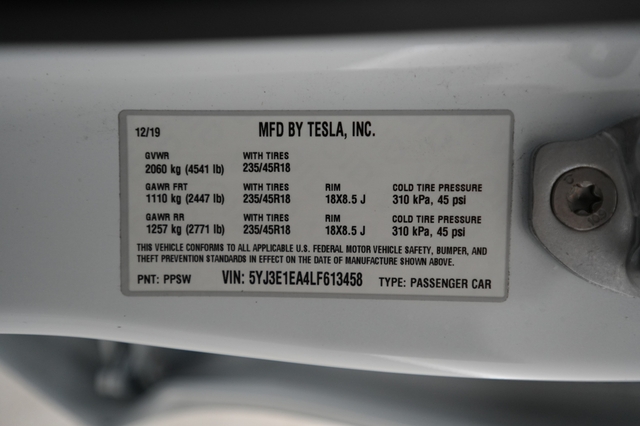 12/19 MFD BY TESLA, INC.
GVWR WITH TIRES
2060 kg (4541 lb) 235/45R18
GAWR FRT WITH TIRES RIM COLD TIRE PRESSURE
1110 kg (2447 lb) 235/45R18 18X8.5 J 310 kPa, 45 psi
GAWR RR WITH TIRES RIM COLD TIRE PRESSURE
1257 kg (2771 lb) 235/45R18 18X8.5 J 310 kPa, 45 psi
THIS VEHICLE CONFORMS TO ALL APPLICABLE U.S. FEDERAL MOTOR VEHICLE SAFETY, BUMPER, AND
THEFT PREVENTION STANDARDS IN EFFECT ON THE DATE OF MANUFACTURE SHOWN ABOVE.
PNT: PPSW VIN: 5YJ3E1EA4LF613458 TYPE: PASSENGER CAR